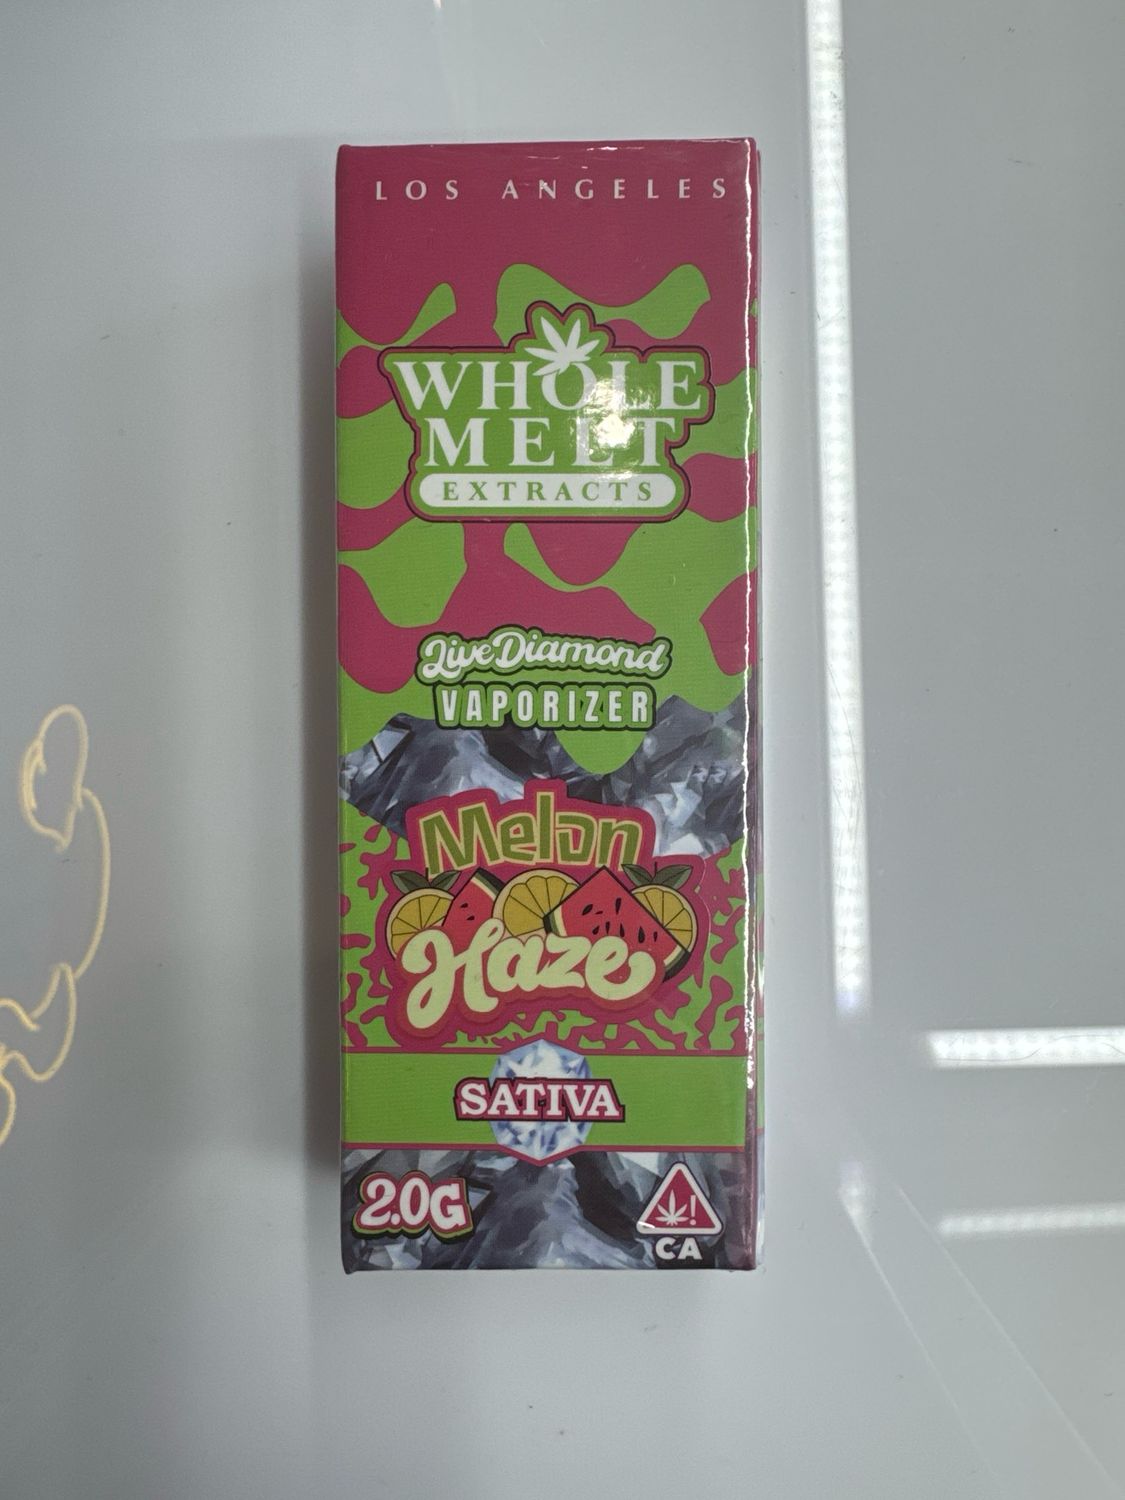 LOS ANGELES
WHOLE
MELT
EXTRACTS
Live Diamond
VAPORIZER
Melon
Haze
SATIVA
2.0G
!
CA